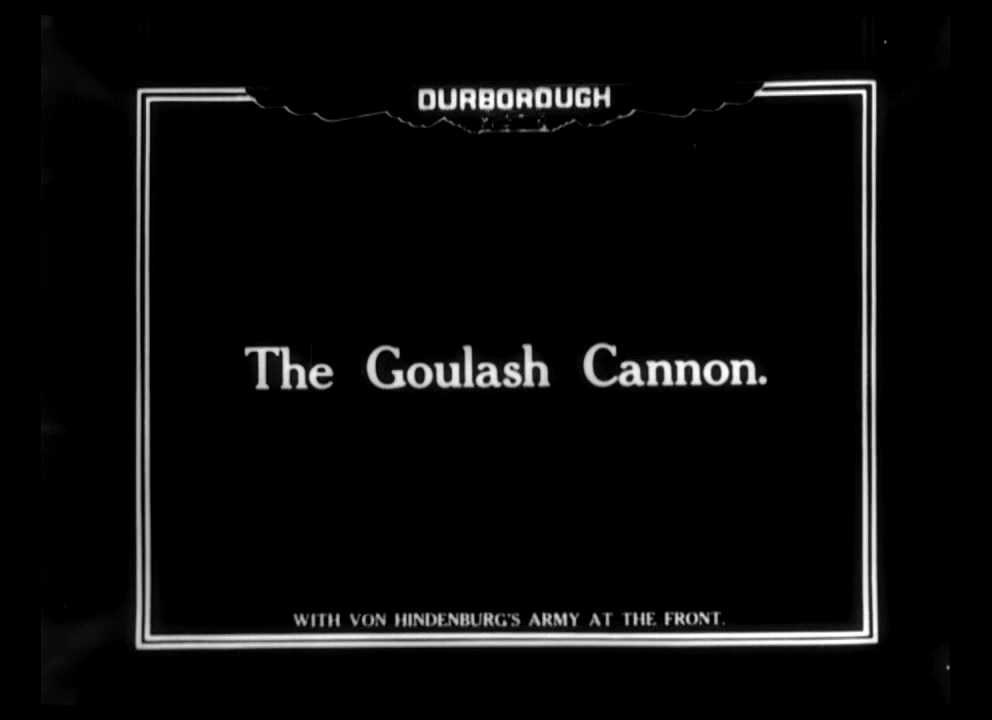 DURBOROUGH
The Goulash Cannon.
WITH VON HINDENBURG'S ARMY AT THE FRONT.